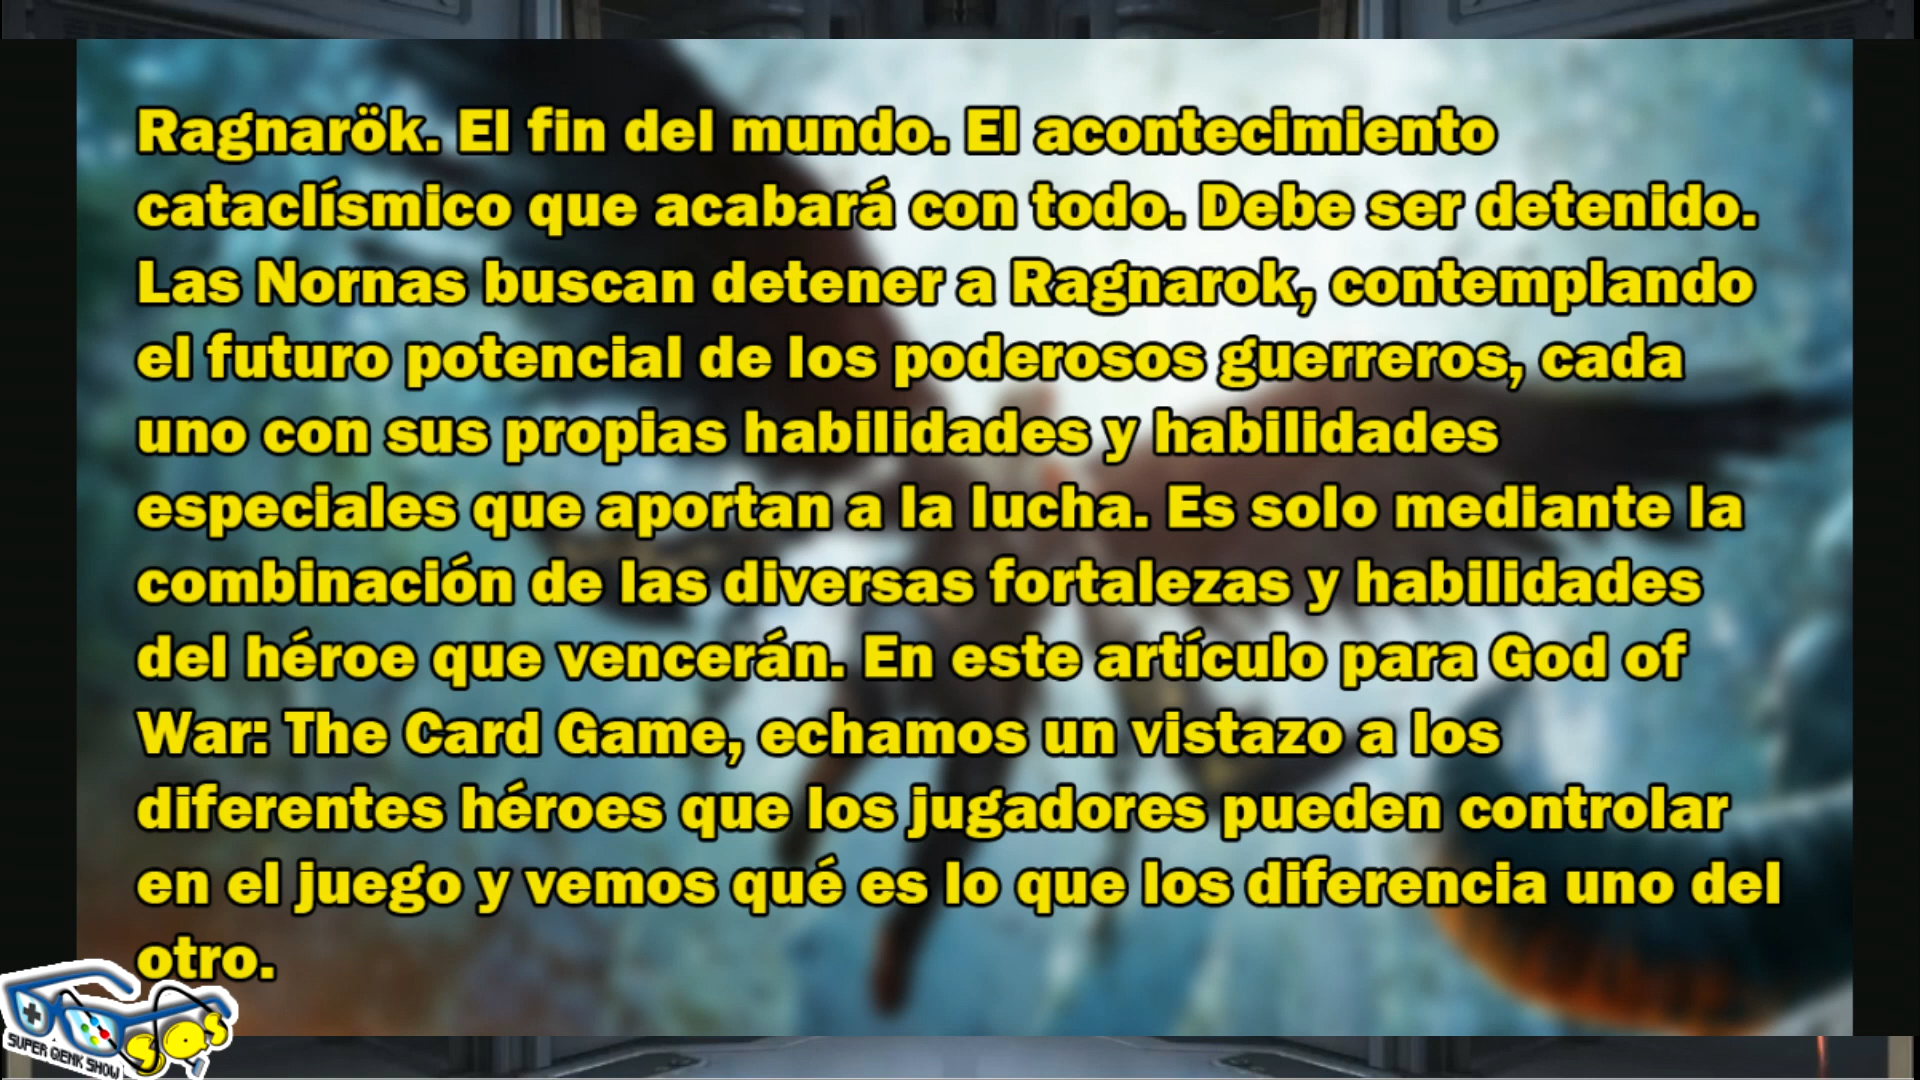 Ragnarök. El fin del mundo. El acontecimiento
cataclísmico que acabará con todo. Debe ser detenido.
Las Nornas buscan detener a Ragnarok, contemplando
el futuro potencial de los poderosos guerreros, cada
uno con sus propias habilidades y habilidades
especiales que aportan a la lucha. Es solo mediante la
combinación de las diversas fortalezas y habilidades
del héroe que vencerán. En este artículo para God of
War: The Card Game, echamos un vistazo a los
diferentes héroes que los jugadores pueden controlar
en el juego y vemos qué es lo que los diferencia uno del
otro.
SQS
SUPER QENK SHOW